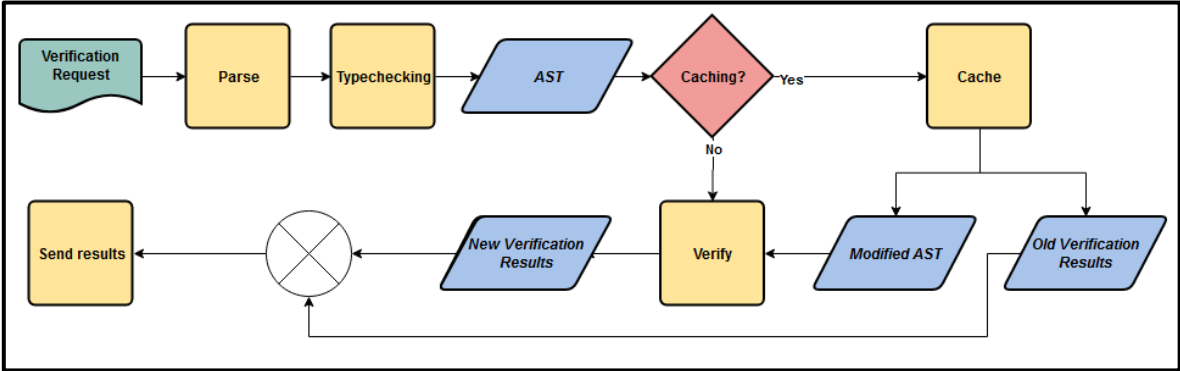 Verification
Request
Parse
Typechecking
AST
Caching?
Yes
Cache
No
Send results
New Verification
Results
Verify
Modified AST
Old Verification
Results